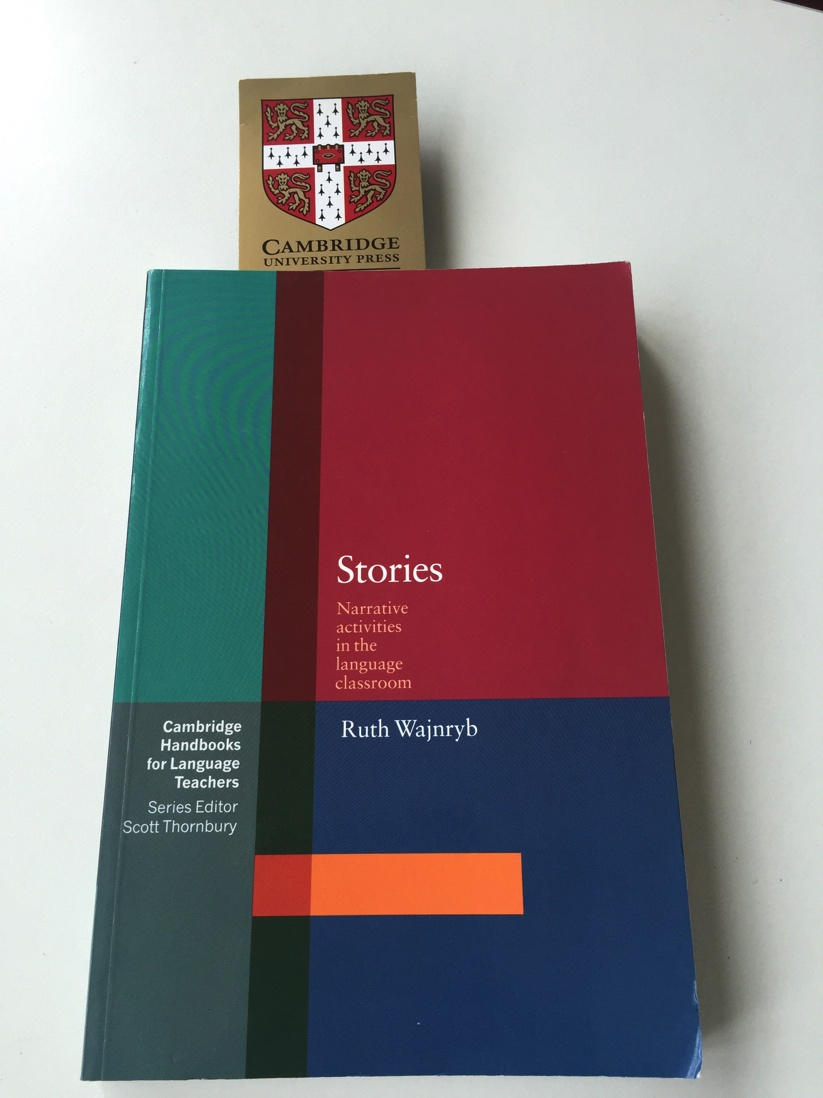 CAMBRIDGE
UNIVERSITY PRESS
Stories
Narrative
activities
in the
language
classroom
Ruth Wajnryb
Cambridge
Handbooks
for Language
Teachers
Series Editor
Scott Thornbury